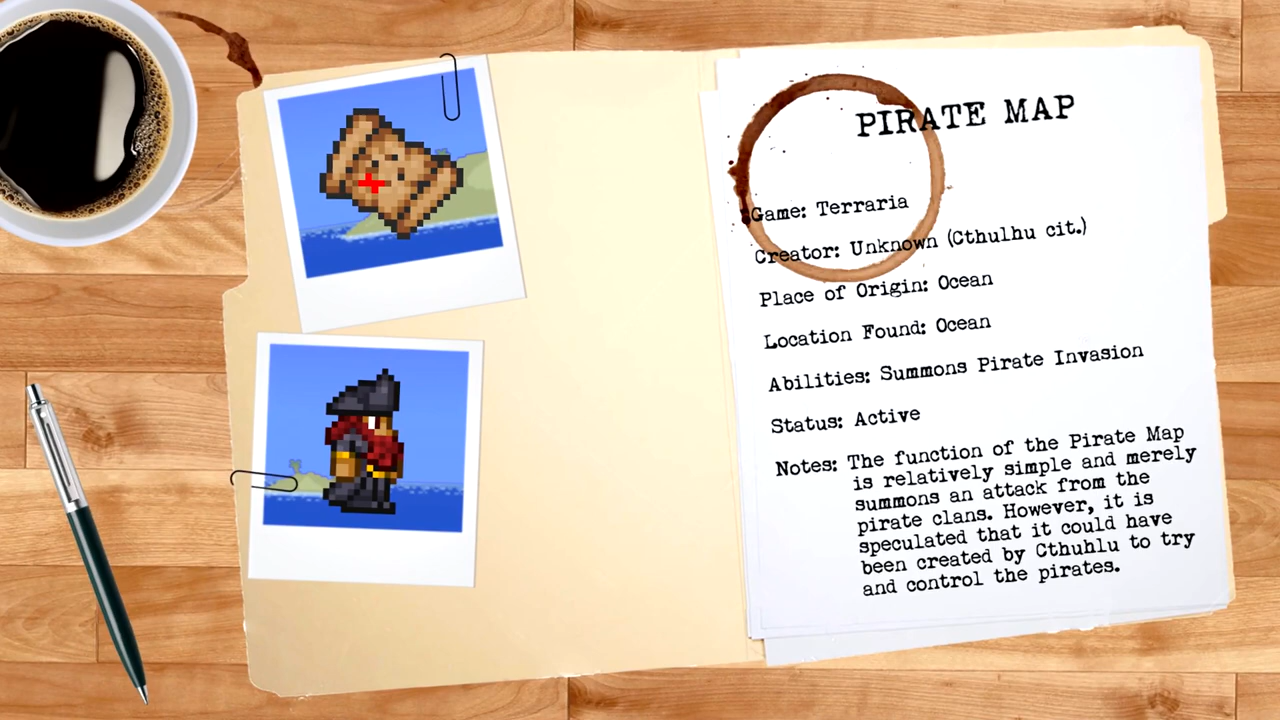 PIRATE MAP
Game: Terraria
Creator: Unknown (Cthulhu cit.)
Place of Origin: Ocean
Location Found: Ocean
Abilities: Summons Pirate Invasion
Status: Active
Notes: The function of the Pirate Map
is relatively simple and merely
summons an attack from the
pirate clans. However, it is
speculated that it could have
been created by Cthuhlu to try
and control the pirates.